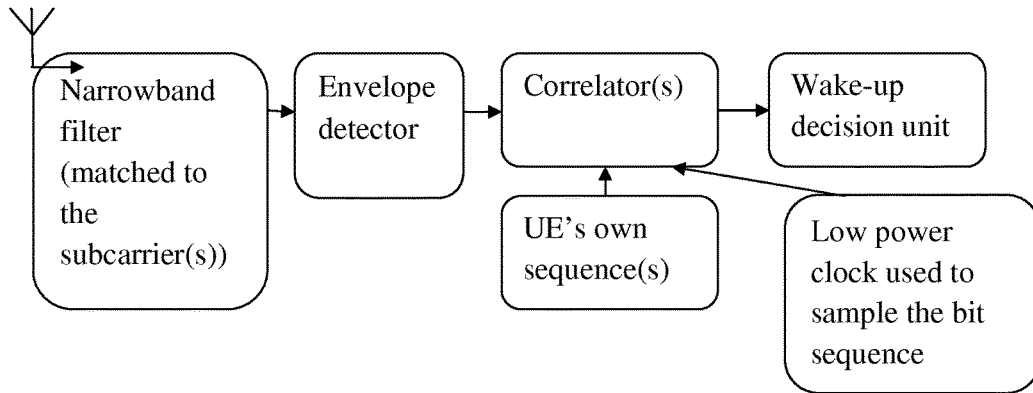 Narrowband
filter
(matched to
the
subcarrier(s))
Envelope
detector
Correlator(s)
Wake-up
decision unit
UE's own
sequence(s)
Low power
clock used to
sample the bit
sequence